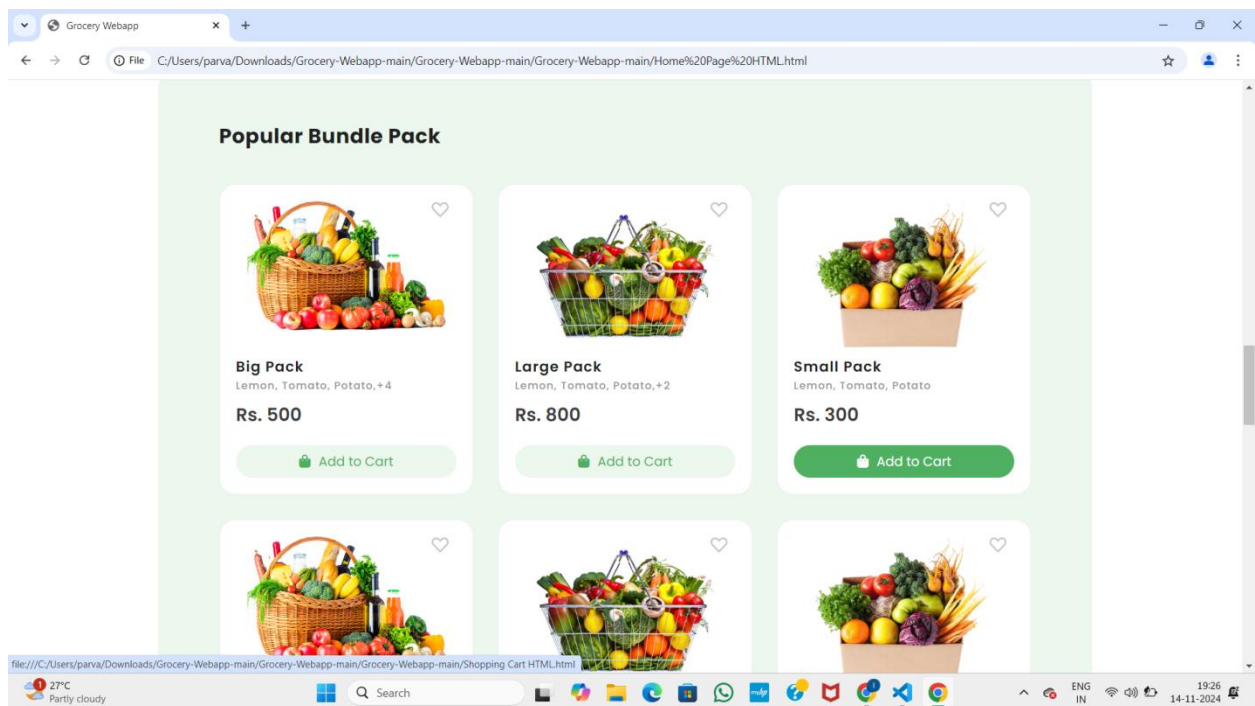 Grocery Webapp
File C:/Users/parva/Downloads/Grocery-Webapp-main/Grocery-Webapp-main/Grocery-Webapp-main/Home%20Page%20HTML.html
Popular Bundle Pack
Big Pack
Lemon, Tomato, Potato,+4
Rs. 500
Add to Cart
Large Pack
Lemon, Tomato, Potato,+2
Rs. 800
Add to Cart
Small Pack
Lemon, Tomato, Potato
Rs. 300
Add to Cart
file:///C:/Users/parva/Downloads/Grocery-Webapp-main/Grocery-Webapp-main/Grocery-Webapp-main/Shopping Cart HTML.html
1
27°C
Partly cloudy
Search
ENG
IN
19:26
14-11-2024